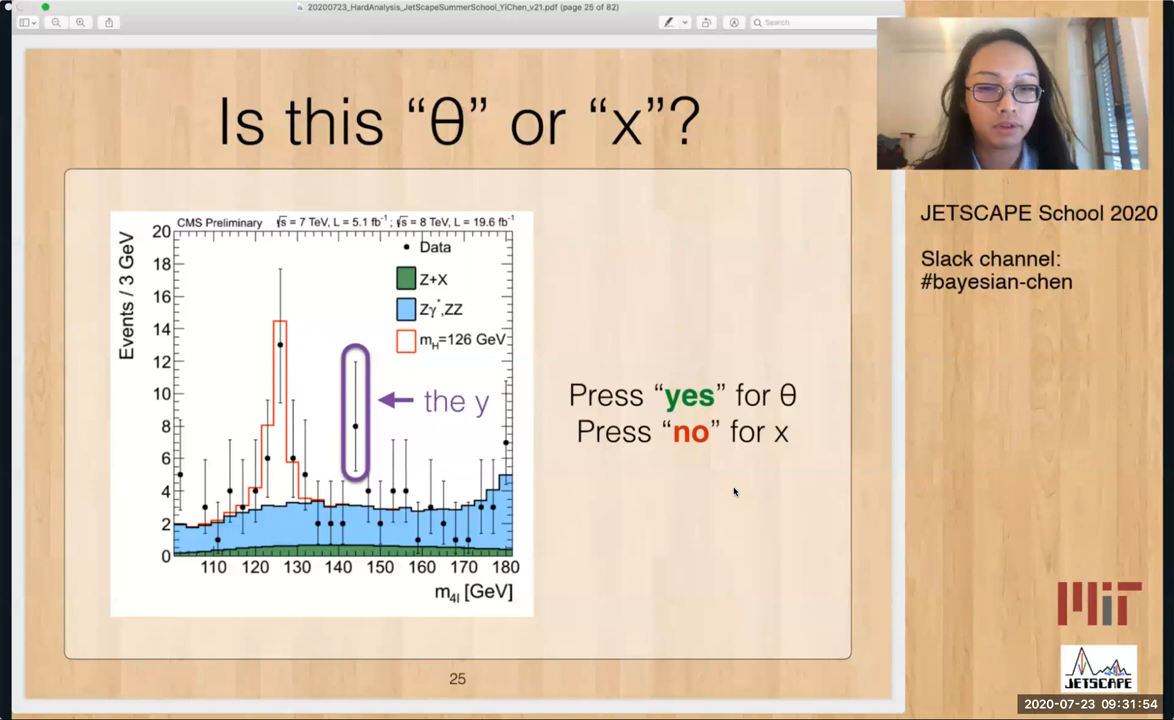 20200723_HardAnalysis_JetScapeSummerSchool_YiChen_v21.pdf (page 25 of 82)
Search
Is this “θ” or “x”?
CMS Preliminary √s = 7 TeV, L = 5.1 fb⁻¹ ; √s = 8 TeV, L = 19.6 fb⁻¹
Events / 3 GeV
20
18
16
14
12
10
8
6
4
2
0
Data
Z+X
Zγ*,ZZ
mH=126 GeV
the y
110 120 130 140 150 160 170 180
m4l [GeV]
Press “yes” for θ
Press “no” for x
25
JETSCAPE School 2020
Slack channel:
#bayesian-chen
MIT
JETSCAPE
2020-07-23 09:31:54